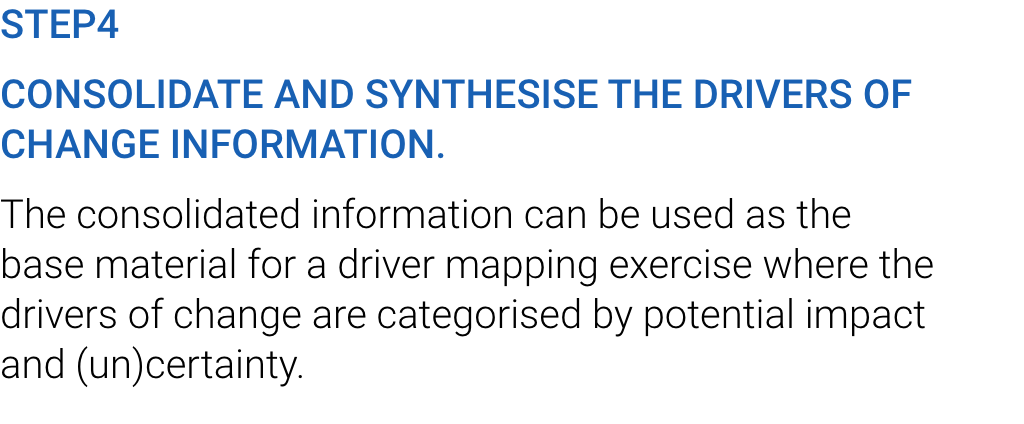 STEP4
CONSOLIDATE AND SYNTHESISE THE DRIVERS OF
CHANGE INFORMATION.
The consolidated information can be used as the
base material for a driver mapping exercise where the
drivers of change are categorised by potential impact
and (un)certainty.